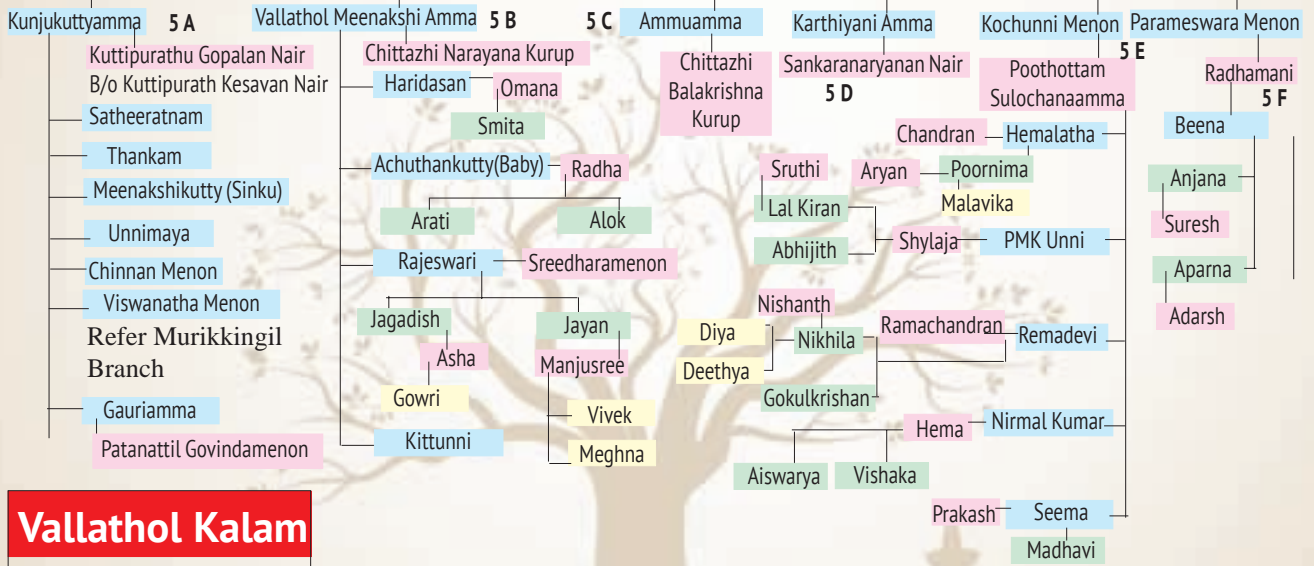 Kunjukuttyamma
5 A
Kuttipurathu Gopalan Nair
B/o Kuttipurath Kesavan Nair
Satheeratnam
Thankam
Meenakshikutty (Sinku)
Unnimaya
Chinnan Menon
Viswanatha Menon
Refer Murikkingil
Branch
Gauriamma
Patanattil Govindamenon
Vallathol Meenakshi Amma
5 B
Chittazhi Narayana Kurup
Haridasan
Omana
Smita
Achuthankutty(Baby)
Radha
Arati
Alok
Rajeswari
Sreedharamenon
Jagadish
Jayan
Asha
Manjusree
Gowri
Vivek
Meghna
Kittunni
5 C
Ammuamma
Chittazhi
Balakrishna
Kurup
Karthiyani Amma
Sankaranaryanan Nair
5 D
Kochunni Menon
5 E
Poothottam
Sulochanaamma
Chandran
Hemalatha
Aryan
Poornima
Malavika
Sruthi
Lal Kiran
Abhijith
Shylaja
PMK Unni
Nishanth
Diya
Nikhila
Ramachandran
Remadevi
Deethya
Gokulkrishan
Hema
Nirmal Kumar
Aiswarya
Vishaka
Prakash
Seema
Madhavi
Parameswara Menon
Radhamani
5 F
Beena
Anjana
Suresh
Aparna
Adarsh
Vallathol Kalam